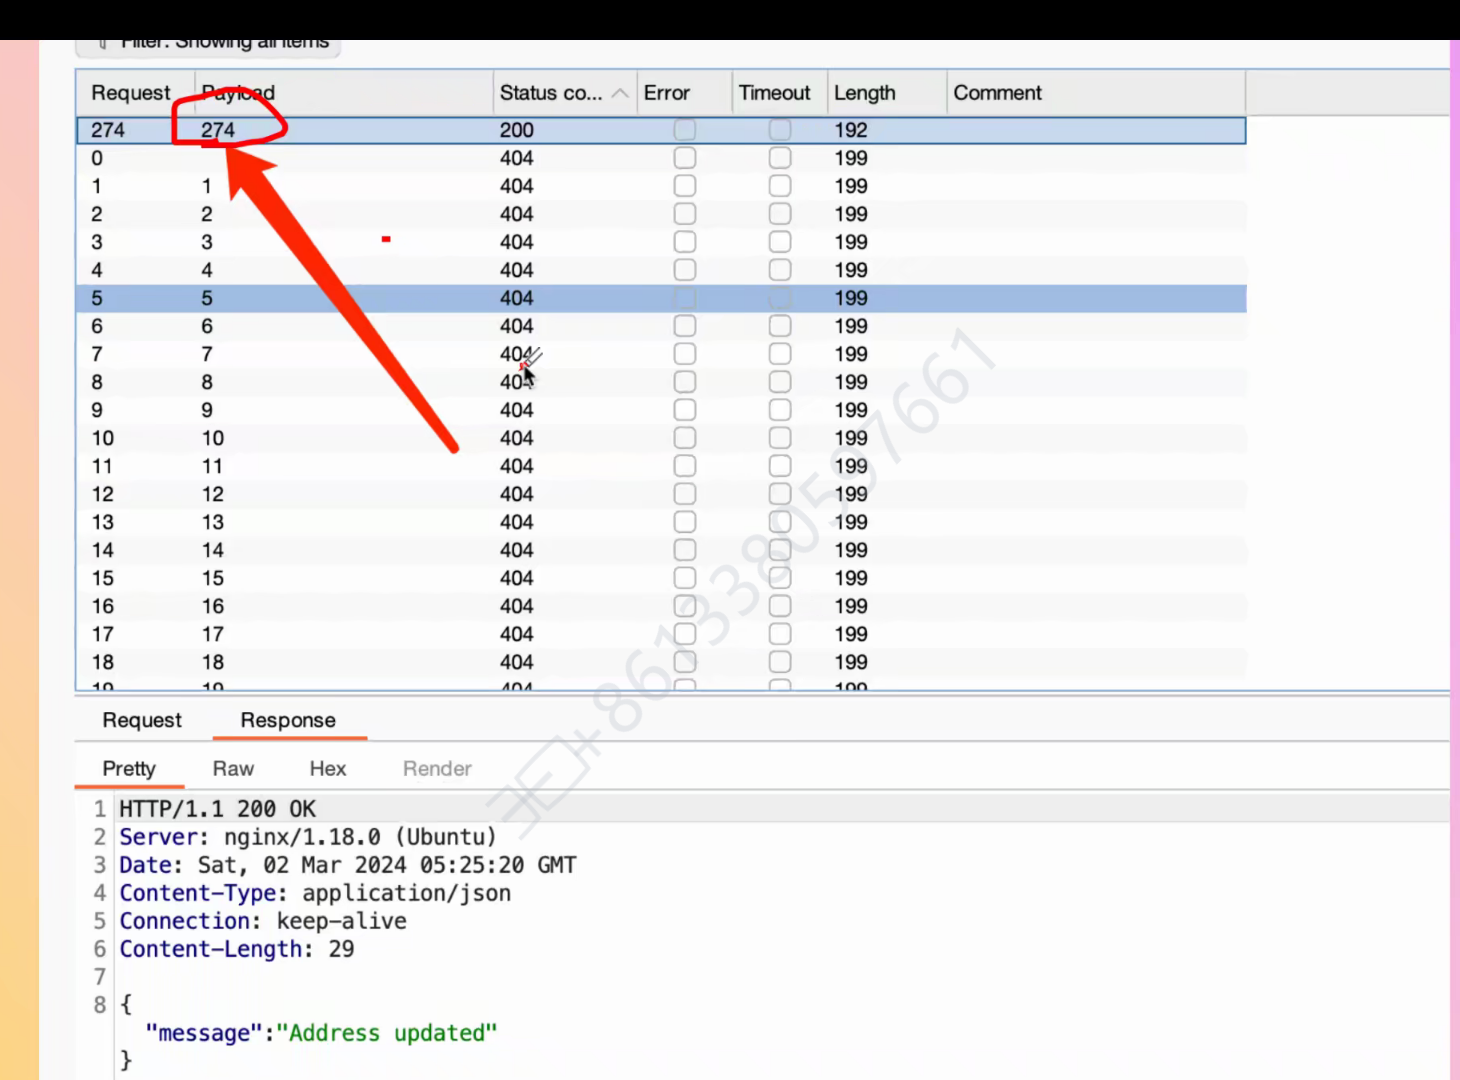 Filter: Showing all items
Request Payload Status co... Error Timeout Length Comment
274 274 200 192
0 404 199
1 1 404 199
2 2 404 199
3 3 404 199
4 4 404 199
5 5 404 199
6 6 404 199
7 7 404 199
8 8 404 199
9 9 404 199
10 10 404 199
11 11 404 199
12 12 404 199
13 13 404 199
14 14 404 199
15 15 404 199
16 16 404 199
17 17 404 199
18 18 404 199
19 19 404 199
+8613380597661
Request Response
Pretty Raw Hex Render
1 HTTP/1.1 200 OK
2 Server: nginx/1.18.0 (Ubuntu)
3 Date: Sat, 02 Mar 2024 05:25:20 GMT
4 Content-Type: application/json
5 Connection: keep-alive
6 Content-Length: 29
7
8 {
"message":"Address updated"
}